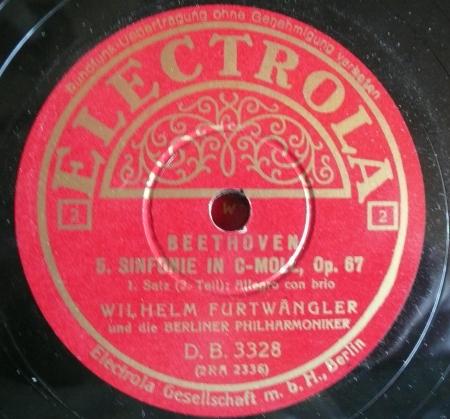 Rundfunk-Uebertragung ohne Genehmigung verboten
ELECTROLA
2
2
BEETHOVEN
5. SINFONIE IN C-MOLL, Op. 67
1. Satz (2. Teil): Allegro con brio
WILHELM FURTWÄNGLER
und die BERLINER PHILHARMONIKER
D.B. 3328
(2RA 2336)
Electrola Gesellschaft m. b. H., Berlin